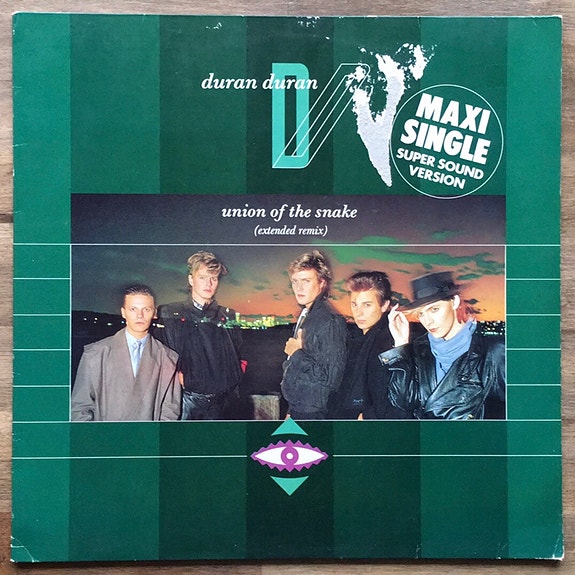 duran duran
MAXI
SINGLE
SUPER SOUND
VERSION
union of the snake
(extended remix)